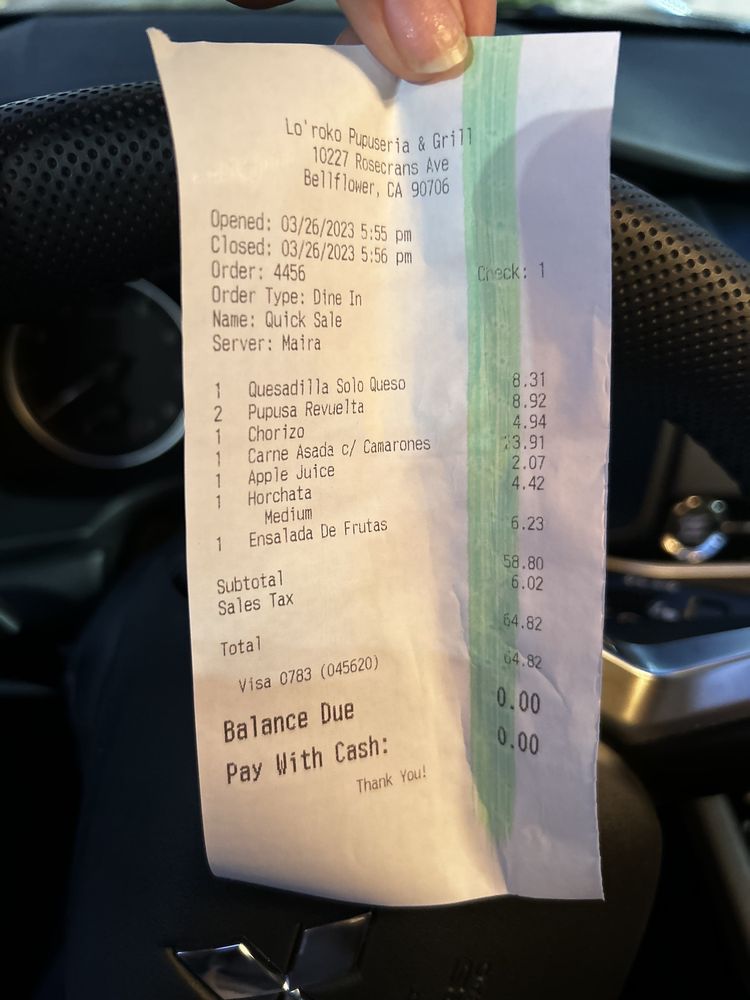 Lo'roko Pupuseria & Grill
10227 Rosecrans Ave
Bellflower, CA 90706
Opened: 03/26/2023 5:55 pm
Closed: 03/26/2023 5:56 pm
Order: 4456 Check: 1
Order Type: Dine In
Name: Quick Sale
Server: Maira
1 Quesadilla Solo Queso 8.31
2 Pupusa Revuelta 8.92
1 Chorizo 4.94
1 Carne Asada c/ Camarones 23.91
1 Apple Juice 2.07
1 Horchata 4.42
Medium
1 Ensalada De Frutas 6.23
Subtotal 58.80
Sales Tax 6.02
Total 64.82
Visa 0783 (045620) 64.82
Balance Due 0.00
Pay With Cash: 0.00
Thank You!